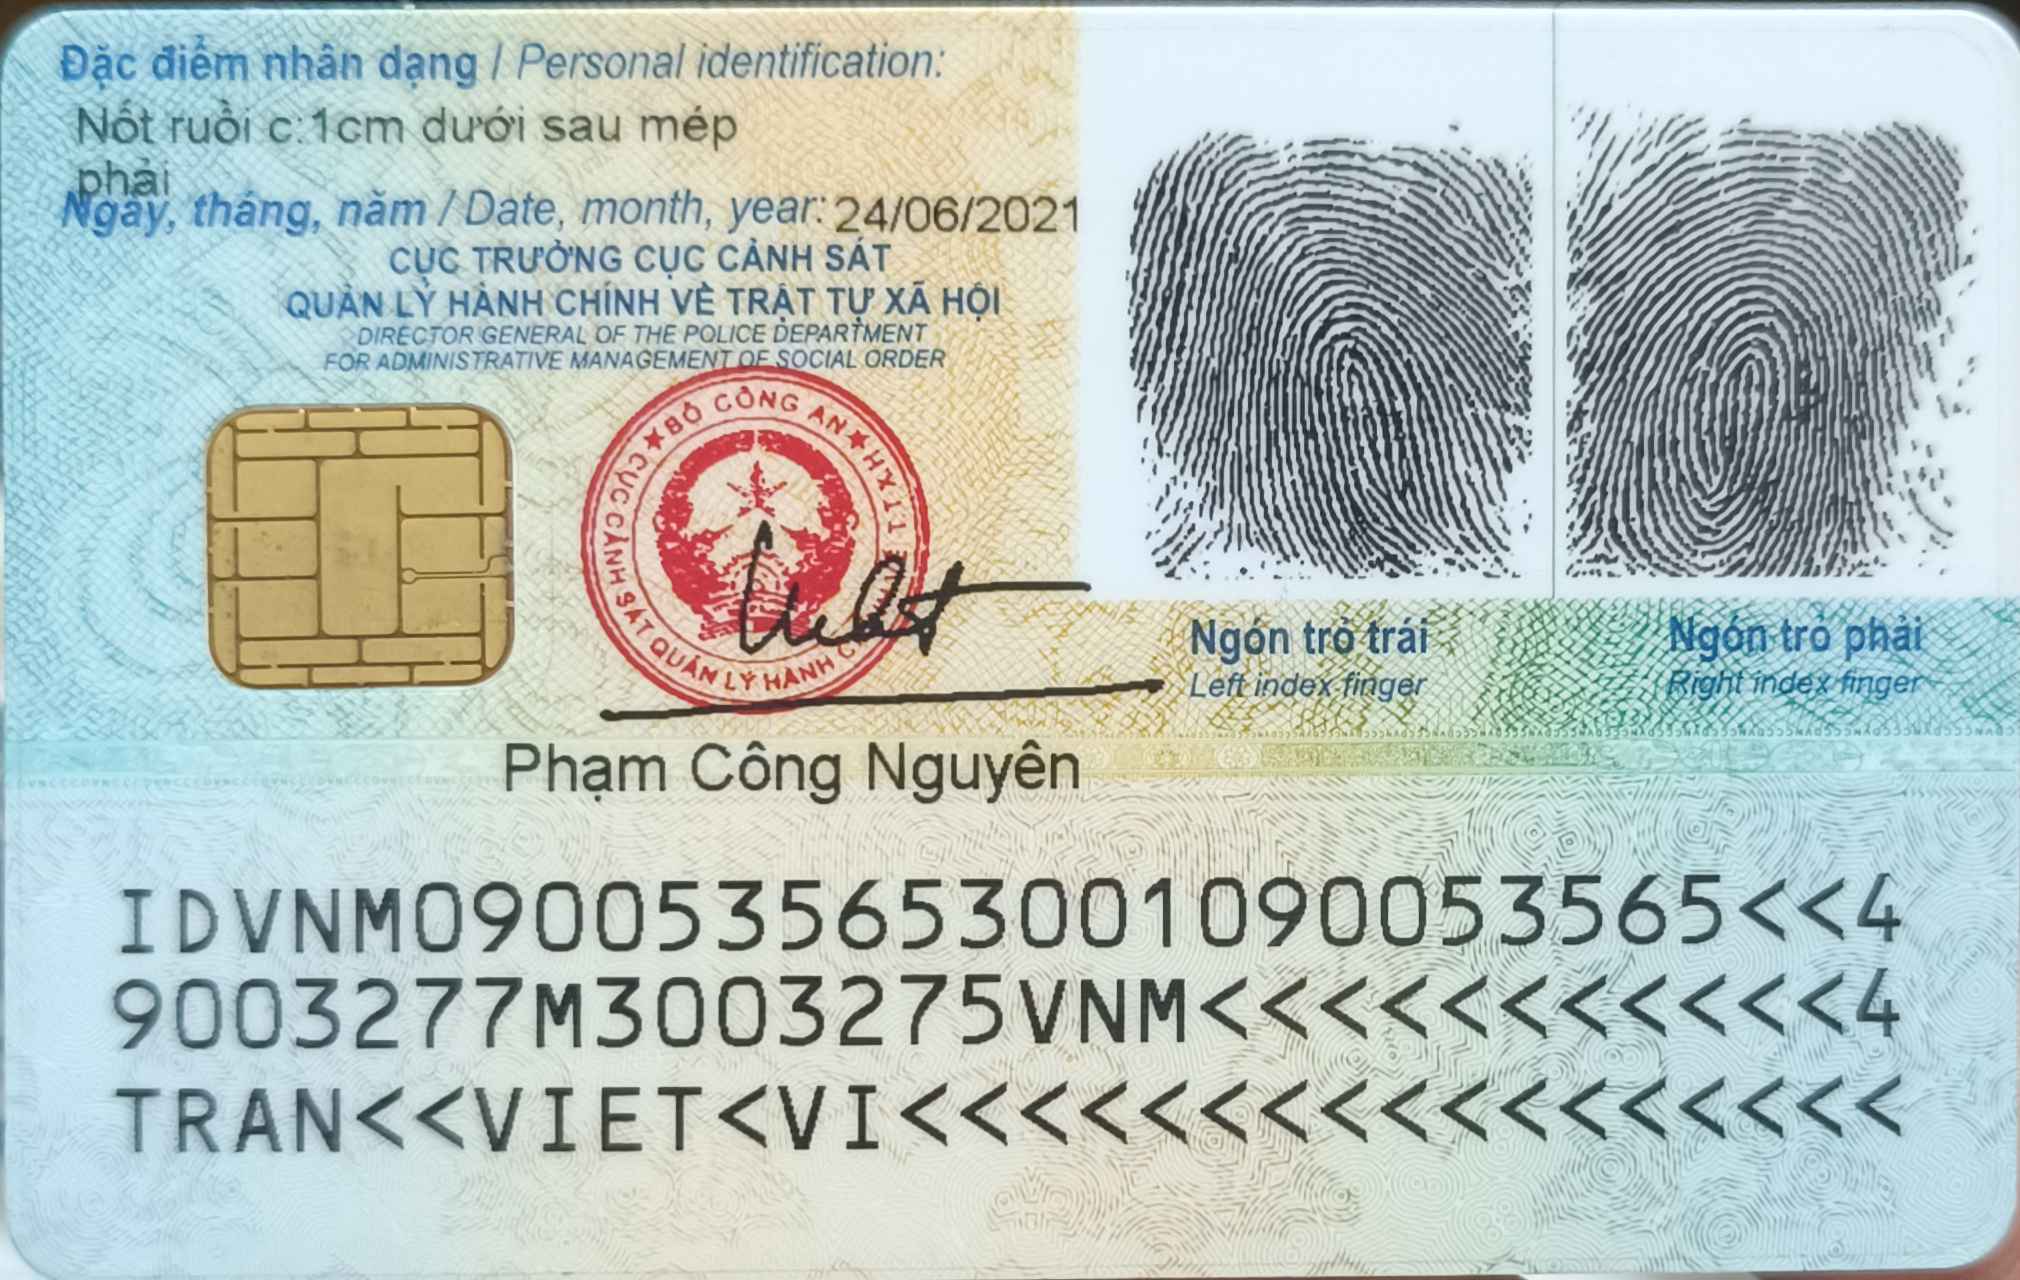 Đặc điểm nhân dạng / Personal identification:
Nốt ruồi c:1cm dưới sau mép
phải
Ngày, tháng, năm / Date, month, year: 24/06/2021
CỤC TRƯỞNG CỤC CẢNH SÁT
QUẢN LÝ HÀNH CHÍNH VỀ TRẬT TỰ XÃ HỘI
DIRECTOR GENERAL OF THE POLICE DEPARTMENT
FOR ADMINISTRATIVE MANAGEMENT OF SOCIAL ORDER
BỘ CÔNG AN
CỤC CẢNH SÁT QUẢN LÝ HÀNH
Ngón trỏ trái
Left index finger
Ngón trỏ phải
Right index finger
Phạm Công Nguyên
IDVNM0900535653001090053565<<4
9003277M3003275VNM<<<<<<<<<<<4
TRAN<<VIET<VI<<<<<<<<<<<<<<<<<